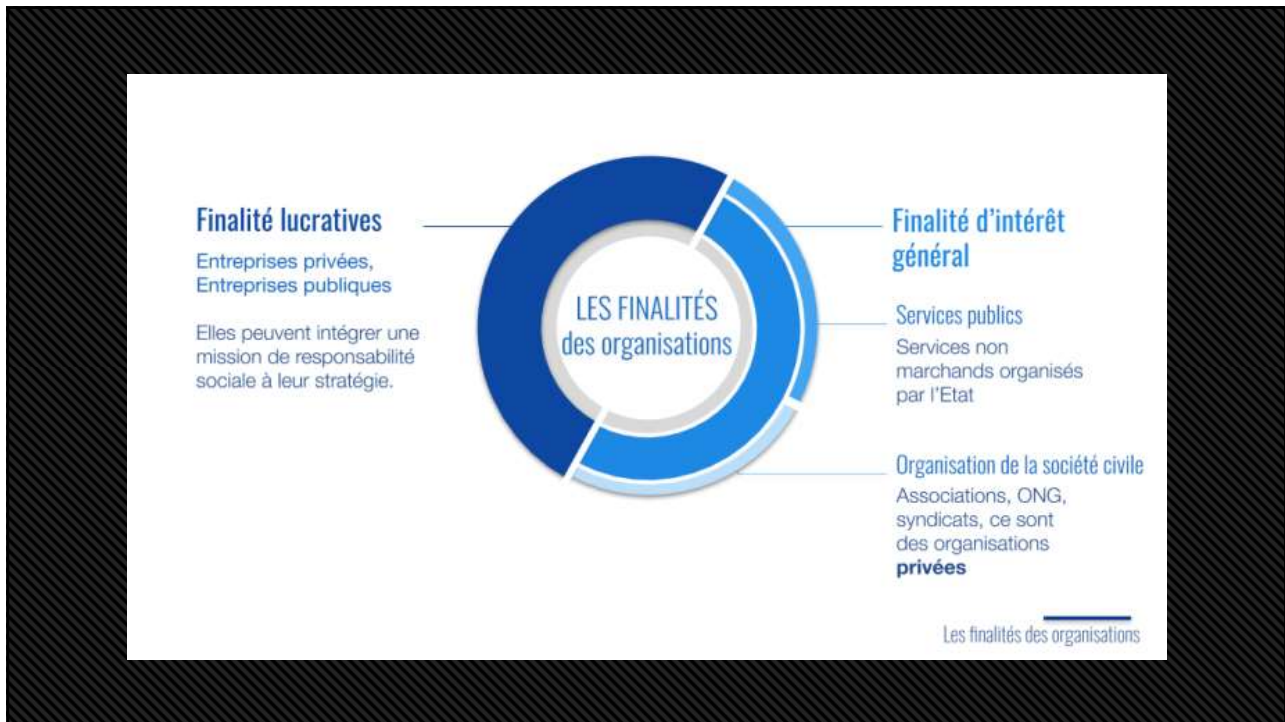 Finalité lucratives
Entreprises privées,
Entreprises publiques
Elles peuvent intégrer une
mission de responsabilité
sociale à leur stratégie.
LES FINALITÉS
des organisations
Finalité d’intérêt
général
Services publics
Services non
marchands organisés
par l’Etat
Organisation de la société civile
Associations, ONG,
syndicats, ce sont
des organisations
privées
Les finalités des organisations